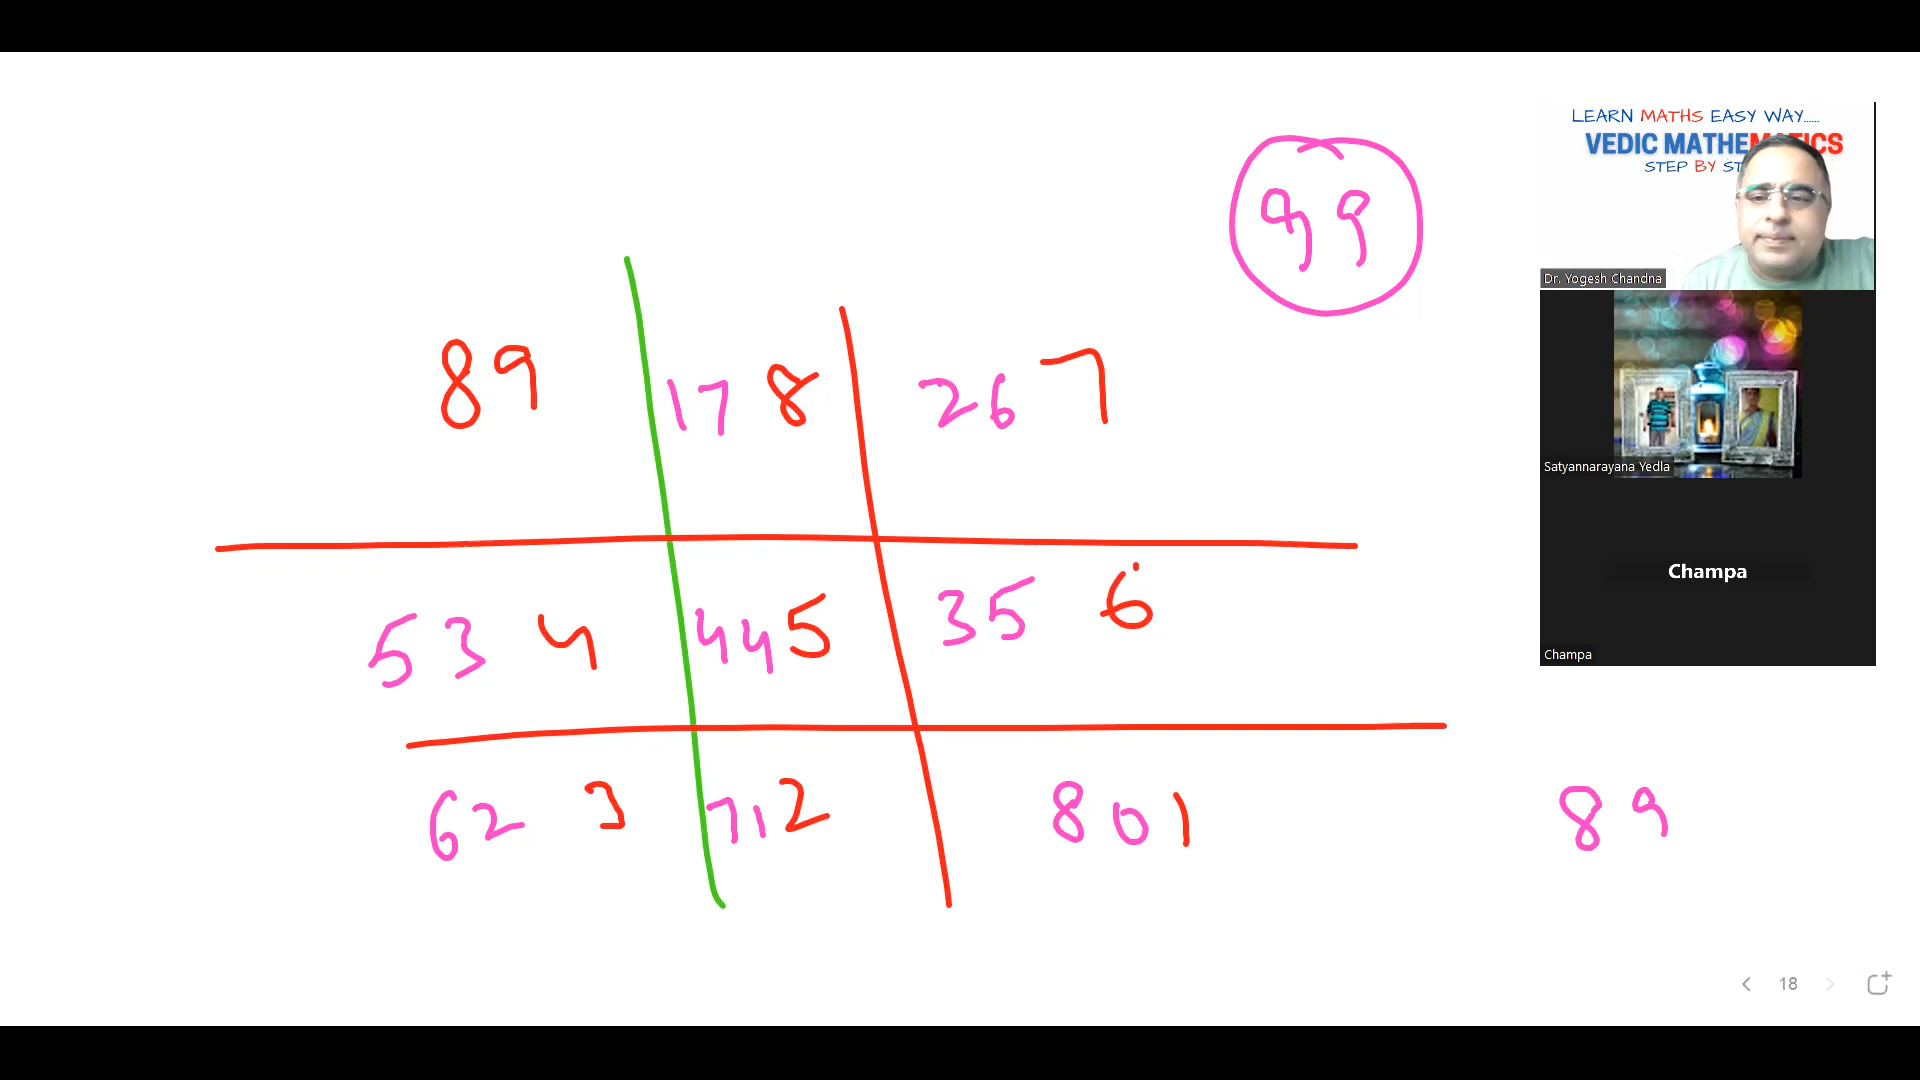 LEARN MATHS EASY WAY......
VEDIC MATHEMATICS
STEP BY ST
99
Dr. Yogesh Chandna
89 178 267
Satyannarayana Yedla
534 445 356
Champa
Champa
623 712 801
89
18